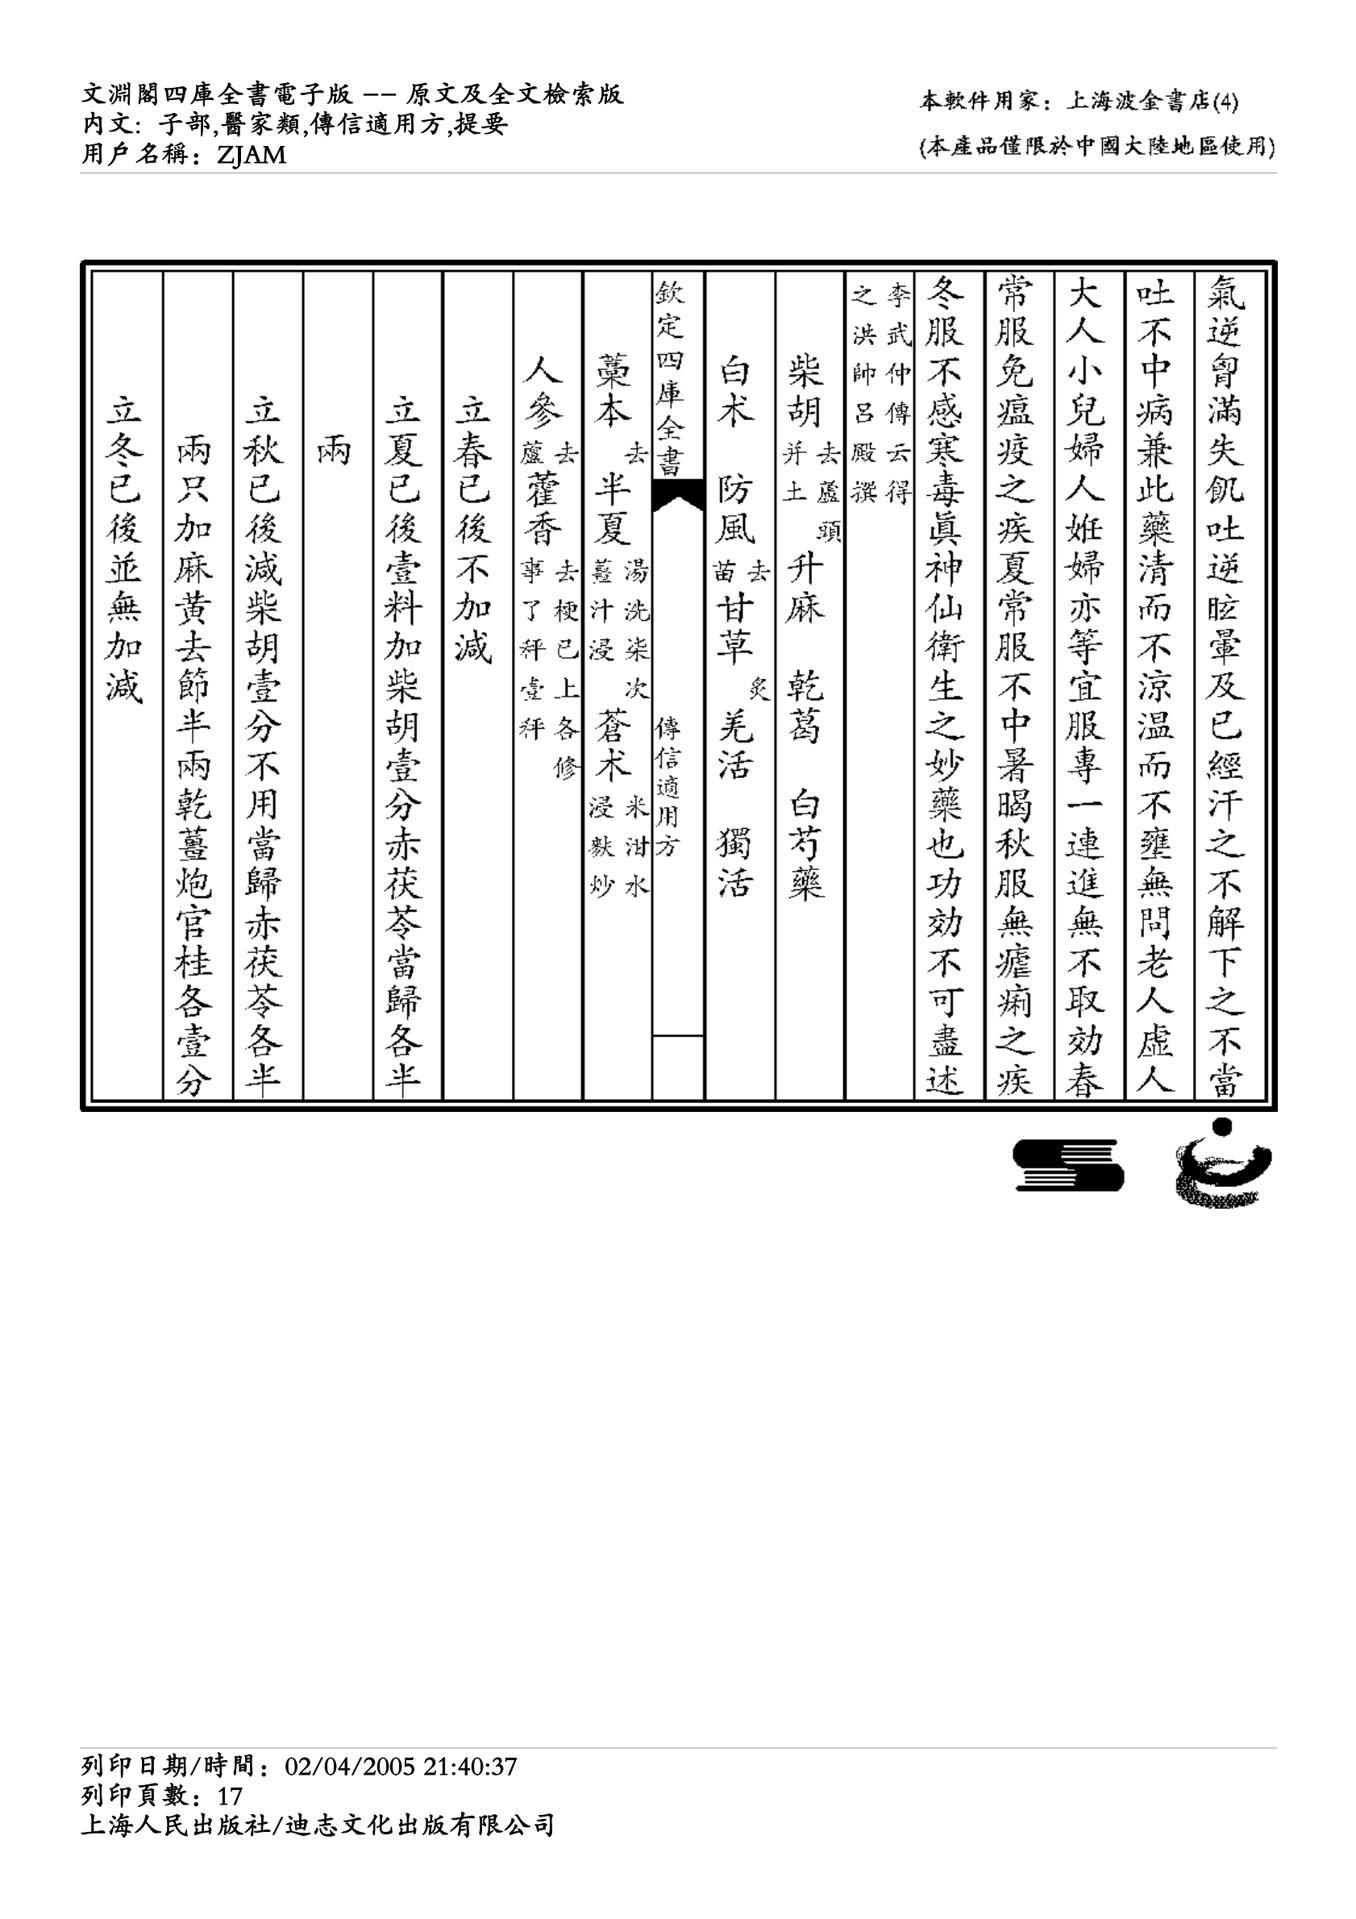 文淵閣四庫全書電子版 -- 原文及全文檢索版
内文: 子部,醫家類,傳信適用方,提要
用戶名稱: ZJAM
本軟件用家: 上海波金書店(4)
(本產品僅限於中國大陸地區使用)
氣逆胷滿失飢吐逆眩暈及已經汗之不解下之不當
吐不中病兼此藥清而不涼温而不壅無問老人虚人
大人小兒婦人姙婦亦等宜服專一連進無不取効春
常服免瘟疫之疾夏常服不中暑暍秋服無瘧痢之疾
冬服不感寒毒眞神仙衛生之妙藥也功効不可盡述
李武仲傳云得
之洪帥呂殿撰
柴胡去蘆頭并土 升麻 乾葛 白芍藥
白术 防風去苗 甘草炙 羌活 獨活
欽定四庫全書 傳信適用方
藁本去 半夏湯洗柒次薑汁浸 蒼术米泔水浸麩炒
人參去蘆 藿香去梗已上各修事了秤壹秤
立春已後不加減
立夏已後壹料加柴胡壹分赤茯苓當歸各半
兩
立秋已後減柴胡壹分不用當歸赤茯苓各半
兩只加麻黄去節半兩乾薑炮官桂各壹分
立冬已後並無加減
列印日期/時間: 02/04/2005 21:40:37
列印頁數: 17
上海人民出版社/迪志文化出版有限公司